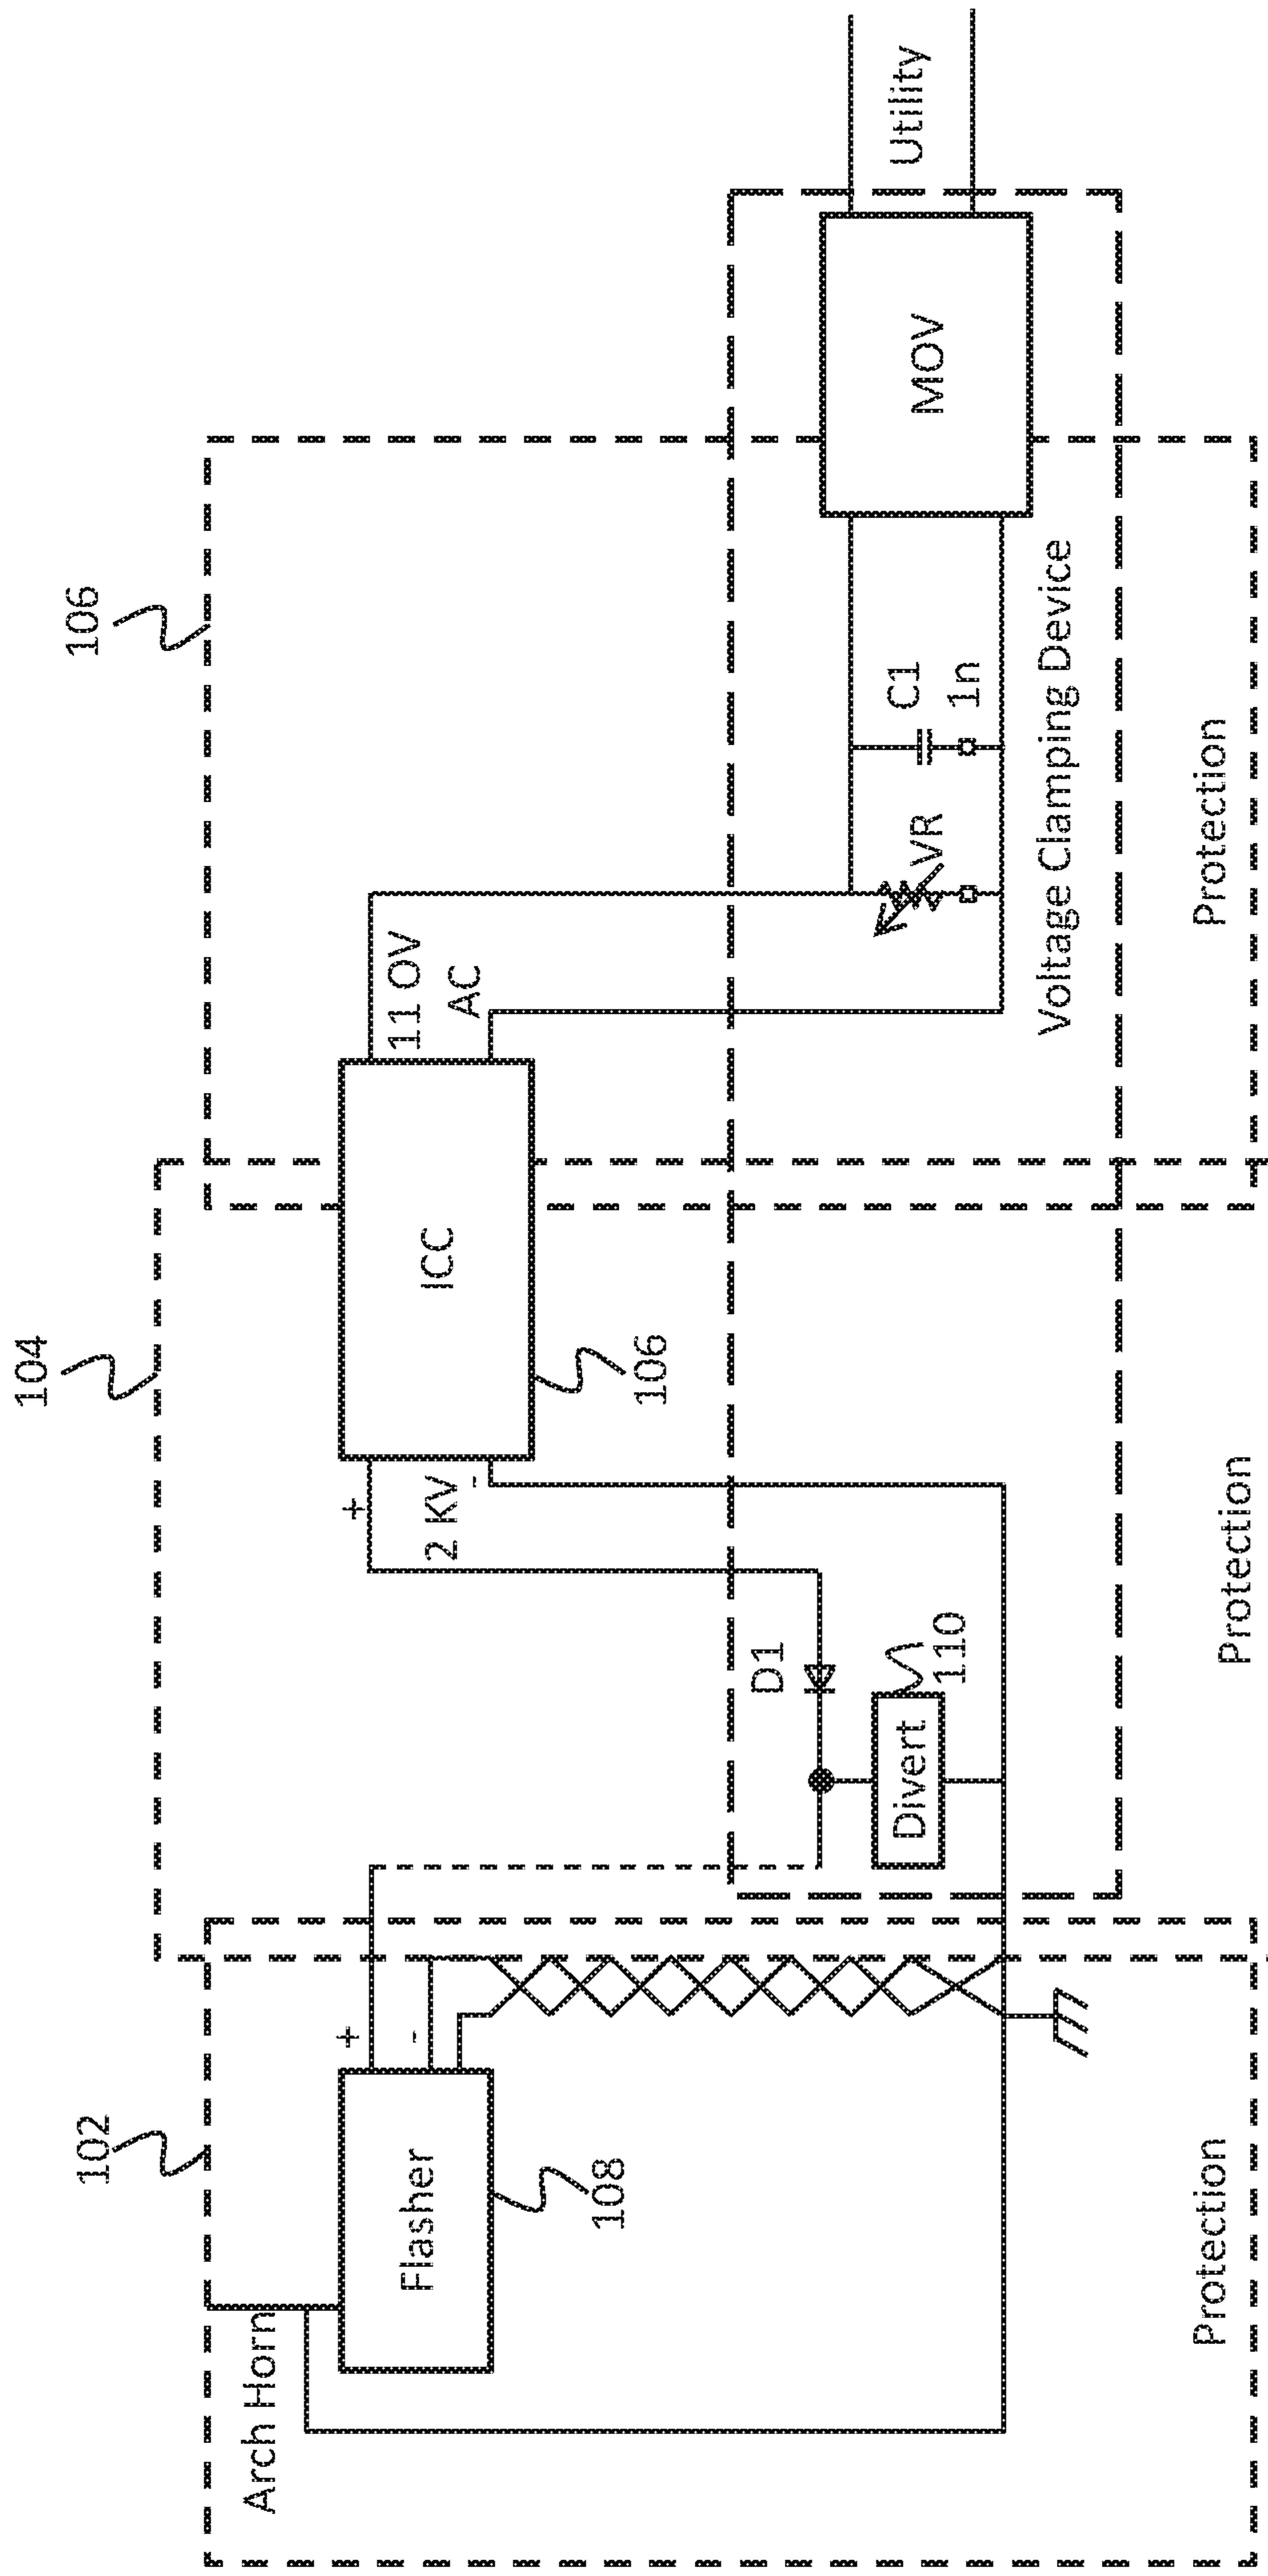 102
104
106
Arch Horn
Flasher
+
-
108
+
2 KV
-
ICC
106
11 OV
AC
D1
Divert
110
VR
C1
1n
MOV
Utility
Voltage Clamping Device
Protection
Protection
Protection